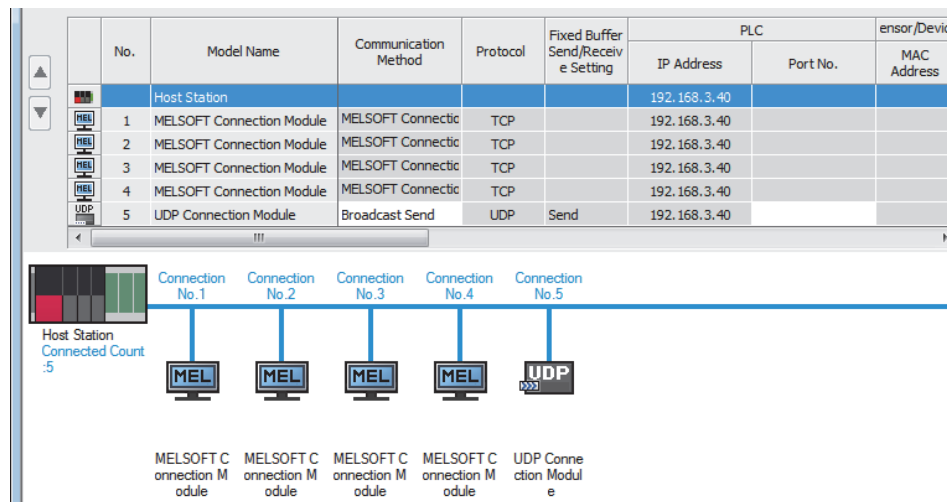 PLC ensor/Devic
No. Model Name Communication Method Protocol Fixed Buffer Send/Receiv e Setting IP Address Port No. MAC Address
Host Station 192.168.3.40
1 MELSOFT Connection Module MELSOFT Connectic TCP 192.168.3.40
2 MELSOFT Connection Module MELSOFT Connectic TCP 192.168.3.40
3 MELSOFT Connection Module MELSOFT Connectic TCP 192.168.3.40
4 MELSOFT Connection Module MELSOFT Connectic TCP 192.168.3.40
5 UDP Connection Module Broadcast Send UDP Send 192.168.3.40
MEL
MEL
MEL
MEL
UDP
Connection No.1
Connection No.2
Connection No.3
Connection No.4
Connection No.5
Host Station
Connected Count
:5
MEL MEL MEL MEL UDP
MELSOFT C
onnection M
odule
MELSOFT C
onnection M
odule
MELSOFT C
onnection M
odule
MELSOFT C
onnection M
odule
UDP Conne
ction Modul
e